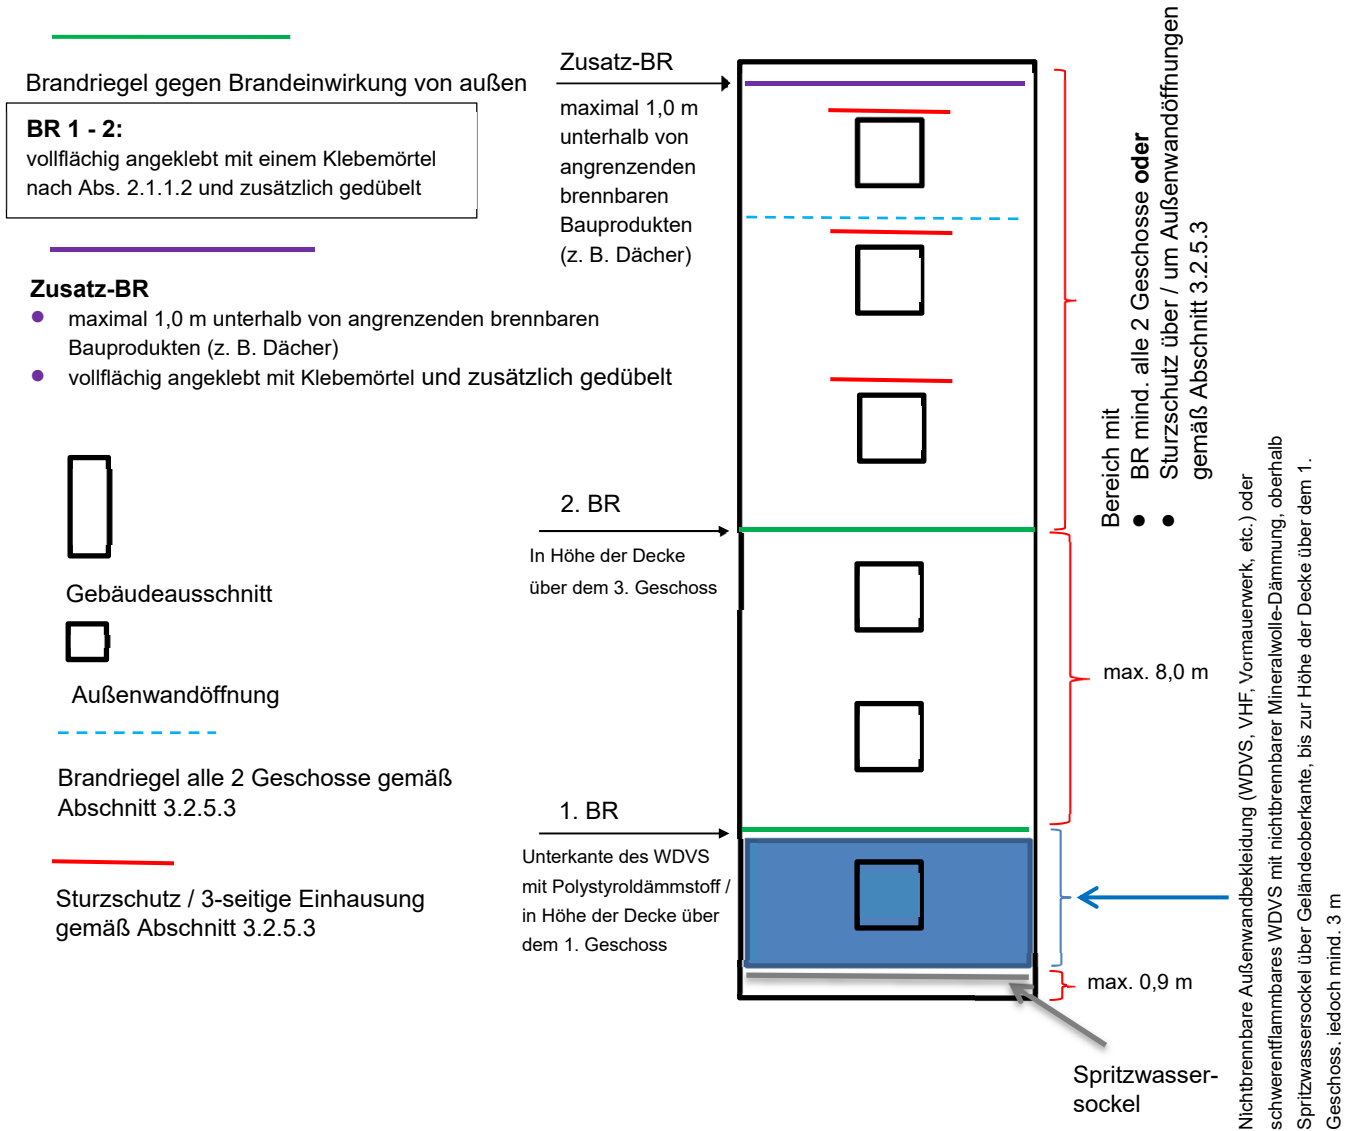 Brandriegel gegen Brandeinwirkung von außen
BR 1 - 2:
vollflächig angeklebt mit einem Klebemörtel
nach Abs. 2.1.1.2 und zusätzlich gedübelt
Zusatz-BR
● maximal 1,0 m unterhalb von angrenzenden brennbaren
Bauprodukten (z. B. Dächer)
● vollflächig angeklebt mit Klebemörtel und zusätzlich gedübelt
Gebäudeausschnitt
Außenwandöffnung
Brandriegel alle 2 Geschosse gemäß
Abschnitt 3.2.5.3
Sturzschutz / 3-seitige Einhausung
gemäß Abschnitt 3.2.5.3
Zusatz-BR
maximal 1,0 m
unterhalb von
angrenzenden
brennbaren
Bauprodukten
(z. B. Dächer)
2. BR
In Höhe der Decke
über dem 3. Geschoss
1. BR
Unterkante des WDVS
mit Polystyroldämmstoff /
in Höhe der Decke über
dem 1. Geschoss
Bereich mit
● BR mind. alle 2 Geschosse oder
● Sturzschutz über / um Außenwandöffnungen
gemäß Abschnitt 3.2.5.3
max. 8,0 m
max. 0,9 m
Spritzwasser-
sockel
Nichtbrennbare Außenwandbekleidung (WDVS, VHF, Vormauerwerk, etc.) oder
schwerentflammbares WDVS mit nichtbrennbarer Mineralwolle-Dämmung, oberhalb
Spritzwassersockel über Geländeoberkante, bis zur Höhe der Decke über dem 1.
Geschoss, jedoch mind. 3 m